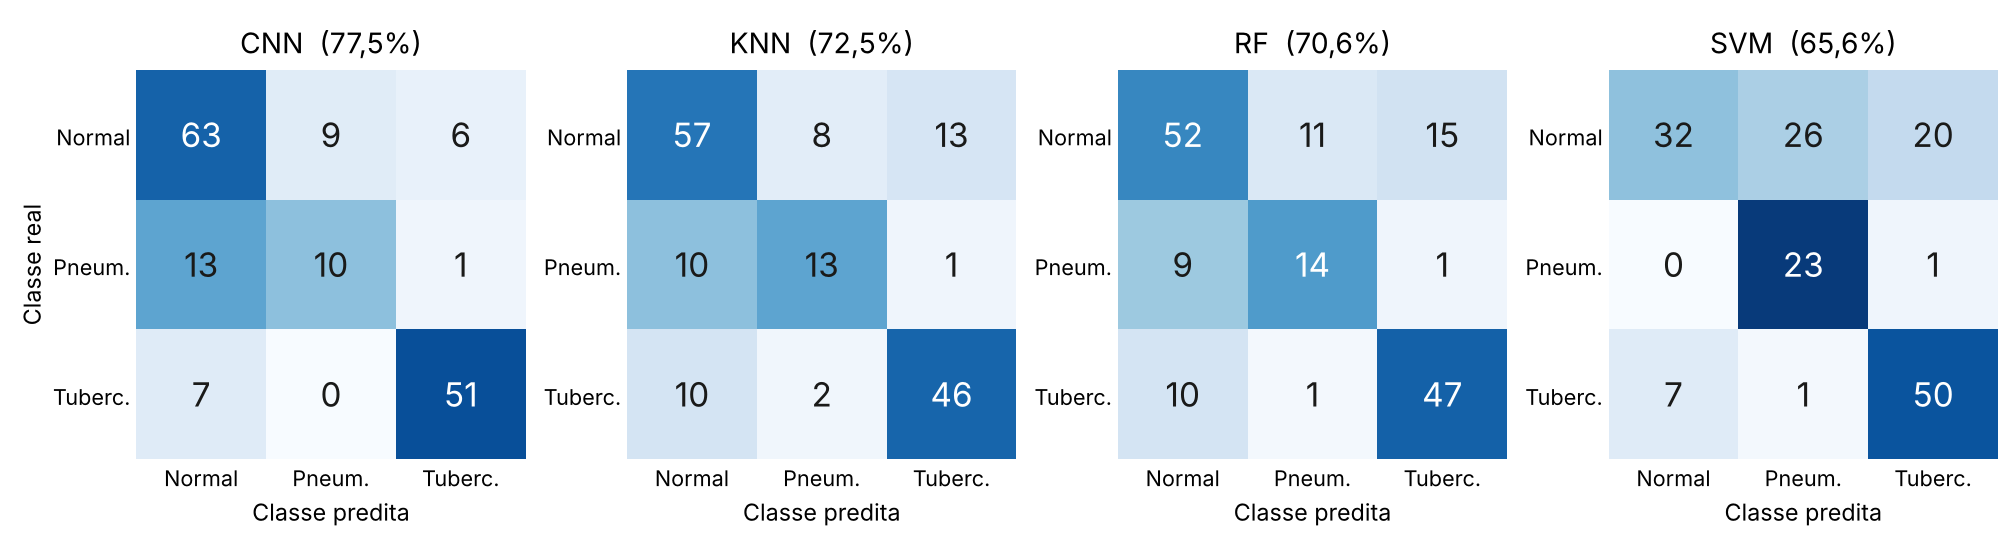 CNN (77,5%)
KNN (72,5%)
RF (70,6%)
SVM (65,6%)
Classe real
Normal 63 9 6
Pneum. 13 10 1
Tuberc. 7 0 51
Normal Pneum. Tuberc.
Classe predita
Normal 57 8 13
Pneum. 10 13 1
Tuberc. 10 2 46
Normal Pneum. Tuberc.
Classe predita
Normal 52 11 15
Pneum. 9 14 1
Tuberc. 10 1 47
Normal Pneum. Tuberc.
Classe predita
Normal 32 26 20
Pneum. 0 23 1
Tuberc. 7 1 50
Normal Pneum. Tuberc.
Classe predita